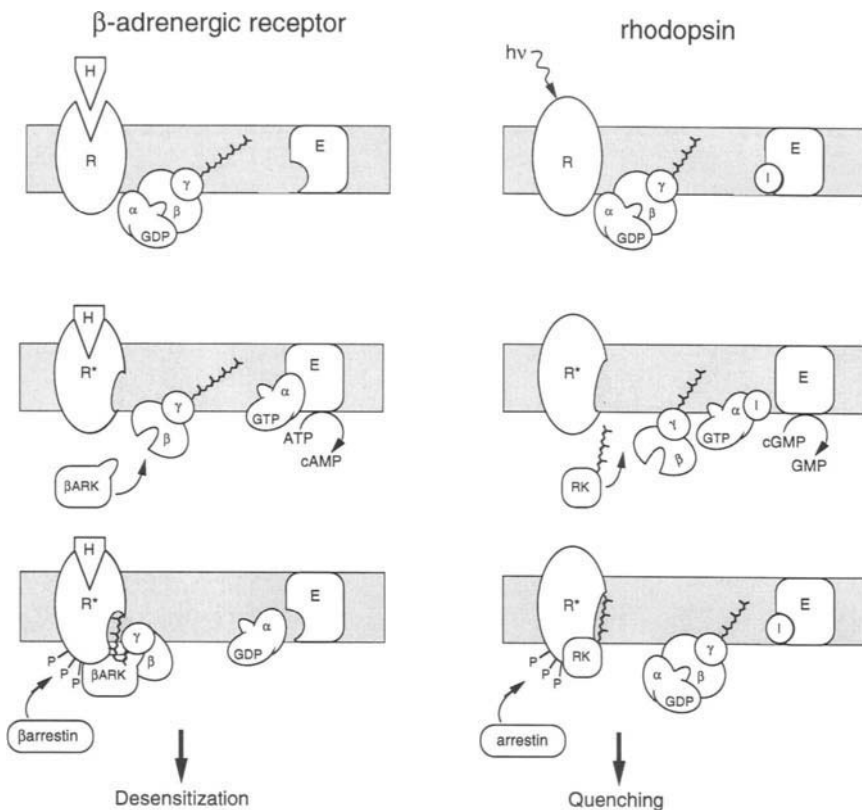 β-adrenergic receptor
H
R
γ
α
β
GDP
E
H
R*
γ
β
α
GTP
E
ATP
cAMP
βARK
H
R*
γ
β
βARK
P
P
P
α
GDP
E
βarrestin
Desensitization
rhodopsin
hν
R
γ
α
β
GDP
I
E
R*
RK
γ
β
α
I
GTP
E
cGMP
GMP
R*
RK
P
P
P
γ
α
β
GDP
I
E
arrestin
Quenching